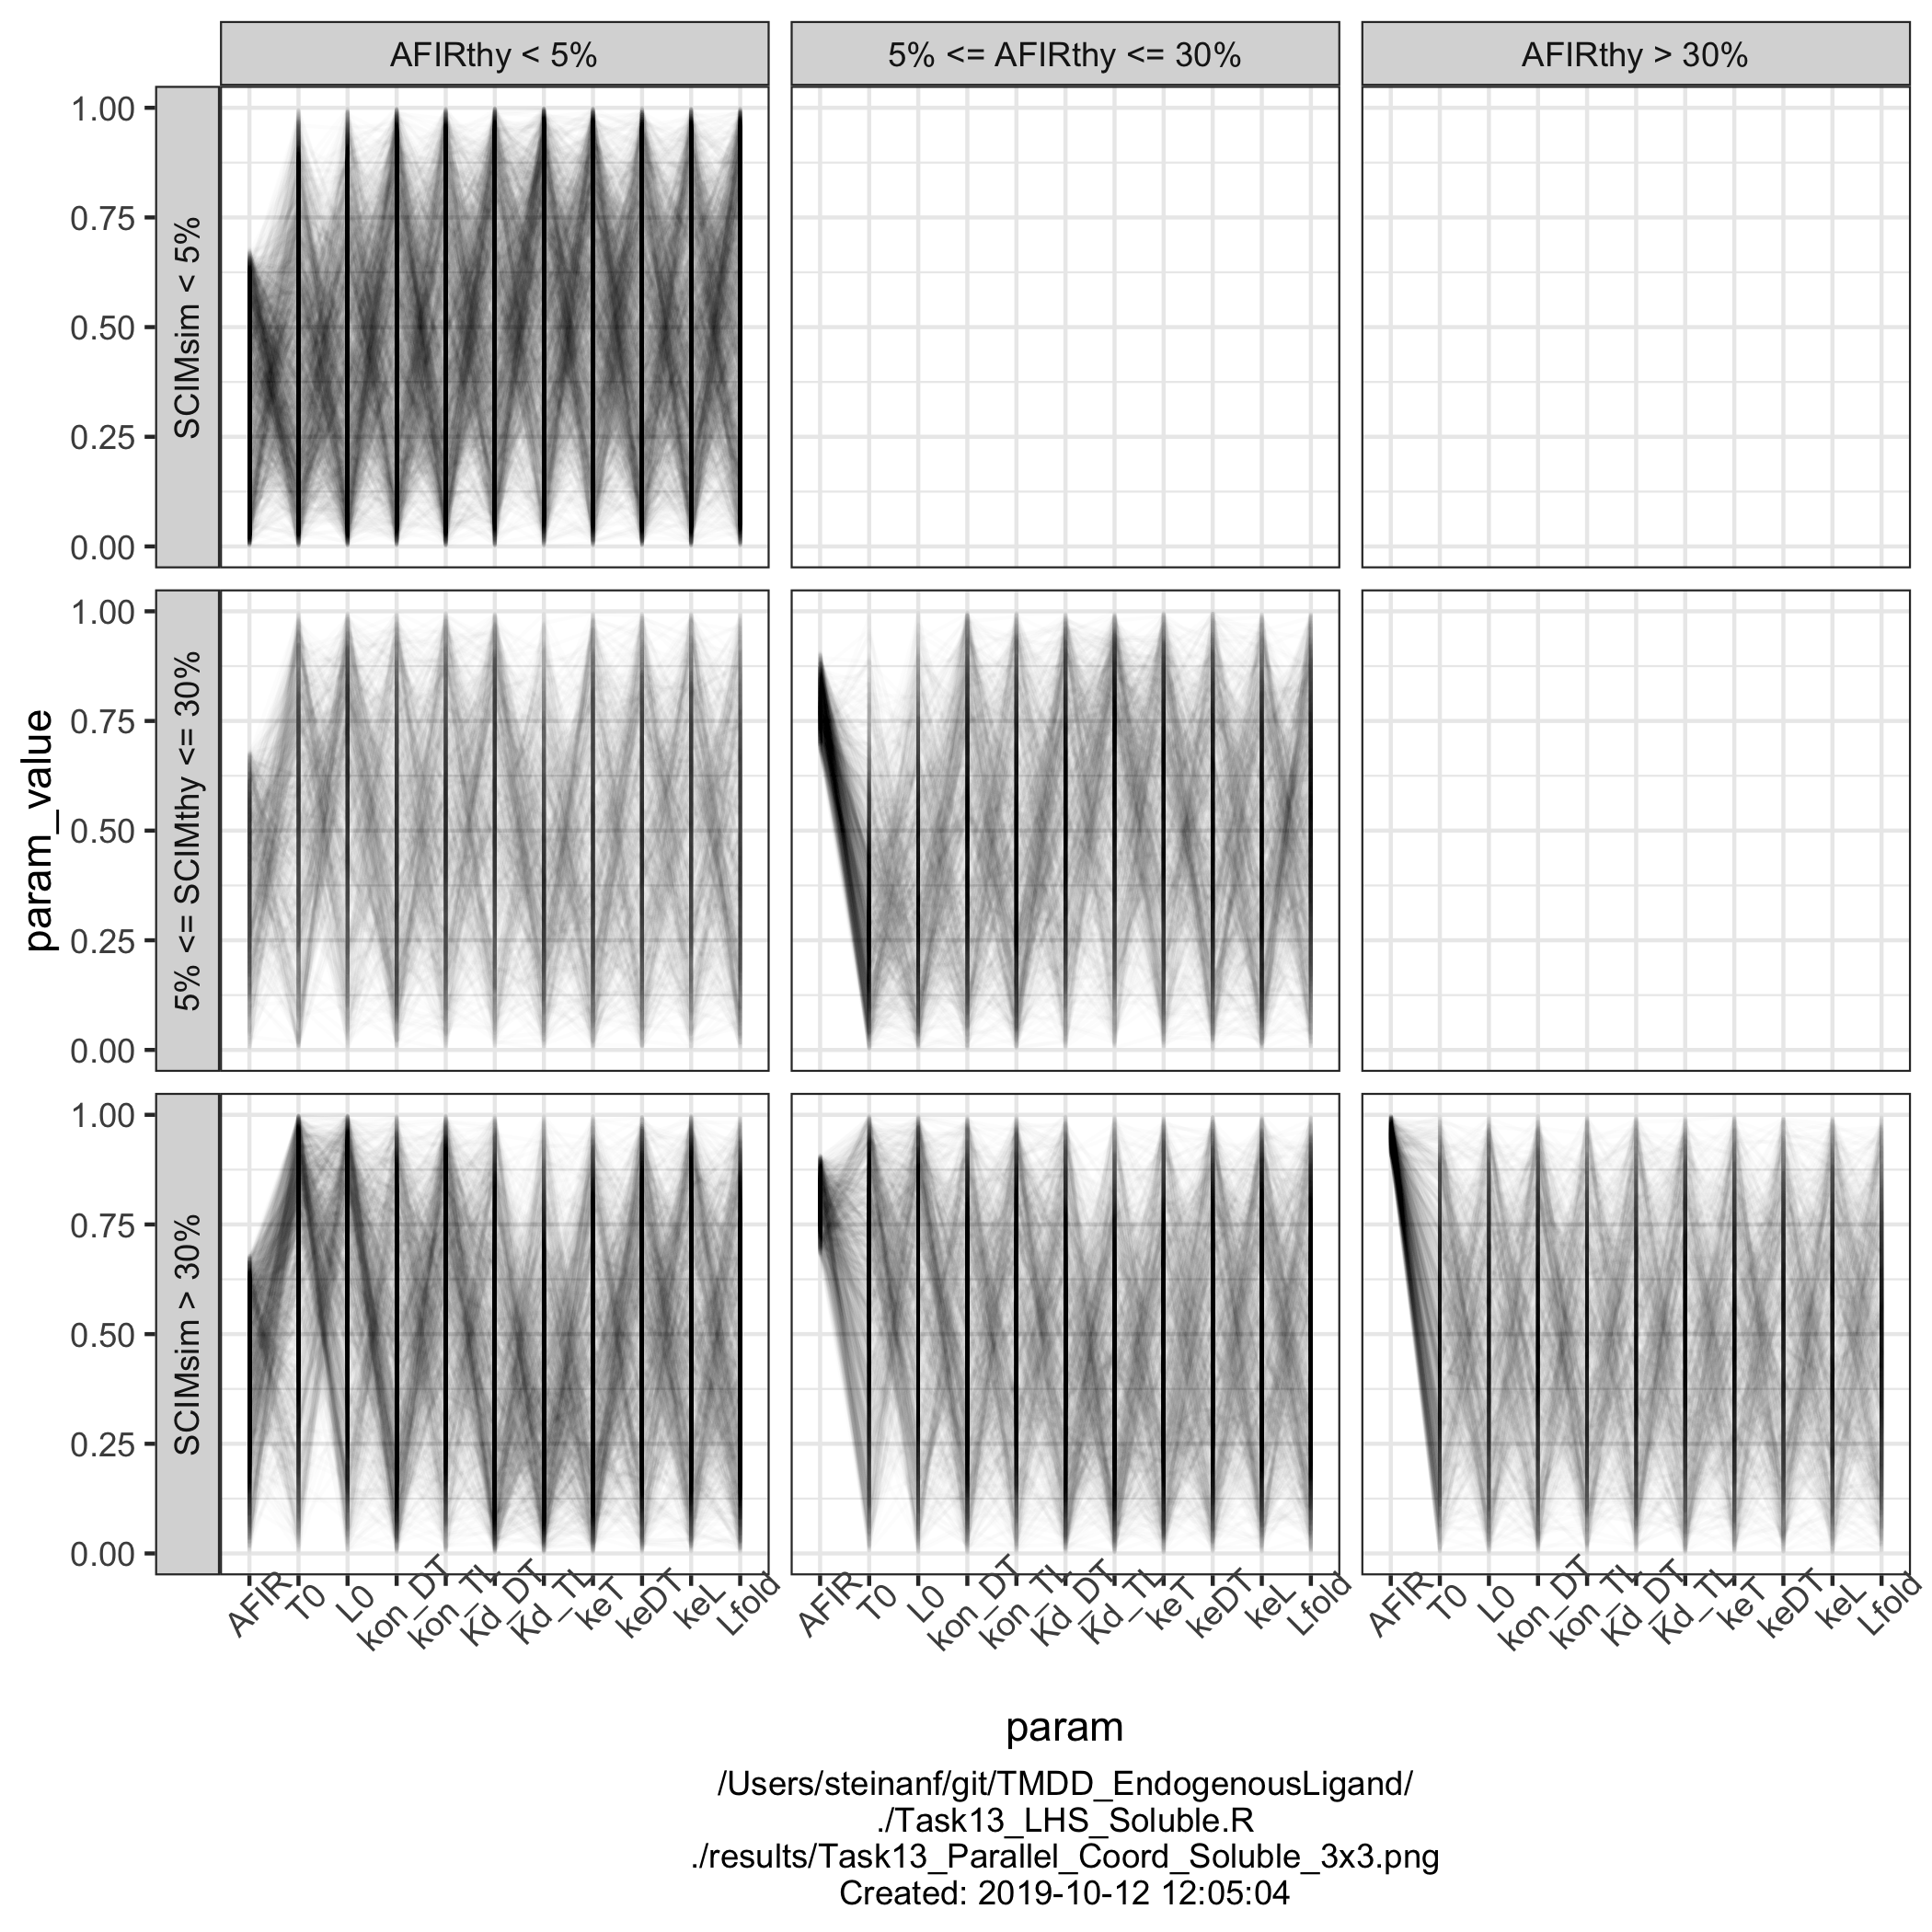 AFIRthy < 5%
5% <= AFIRthy <= 30%
AFIRthy > 30%
SCIMsim < 5%
1.00
0.75
0.50
0.25
0.00
5% <= SCIMthy <= 30%
1.00
0.75
0.50
0.25
0.00
SCIMsim > 30%
1.00
0.75
0.50
0.25
0.00
param_value
AFIR
T0
L0
kon_DT
kon_TL
Kd_DT
Kd_TL
keT
keDT
keL
Lfold
AFIR
T0
L0
kon_DT
kon_TL
Kd_DT
Kd_TL
keT
keDT
keL
Lfold
AFIR
T0
L0
kon_DT
kon_TL
Kd_DT
Kd_TL
keT
keDT
keL
Lfold
param
/Users/steinanf/git/TMDD_EndogenousLigand/
./Task13_LHS_Soluble.R
./results/Task13_Parallel_Coord_Soluble_3x3.png
Created: 2019-10-12 12:05:04